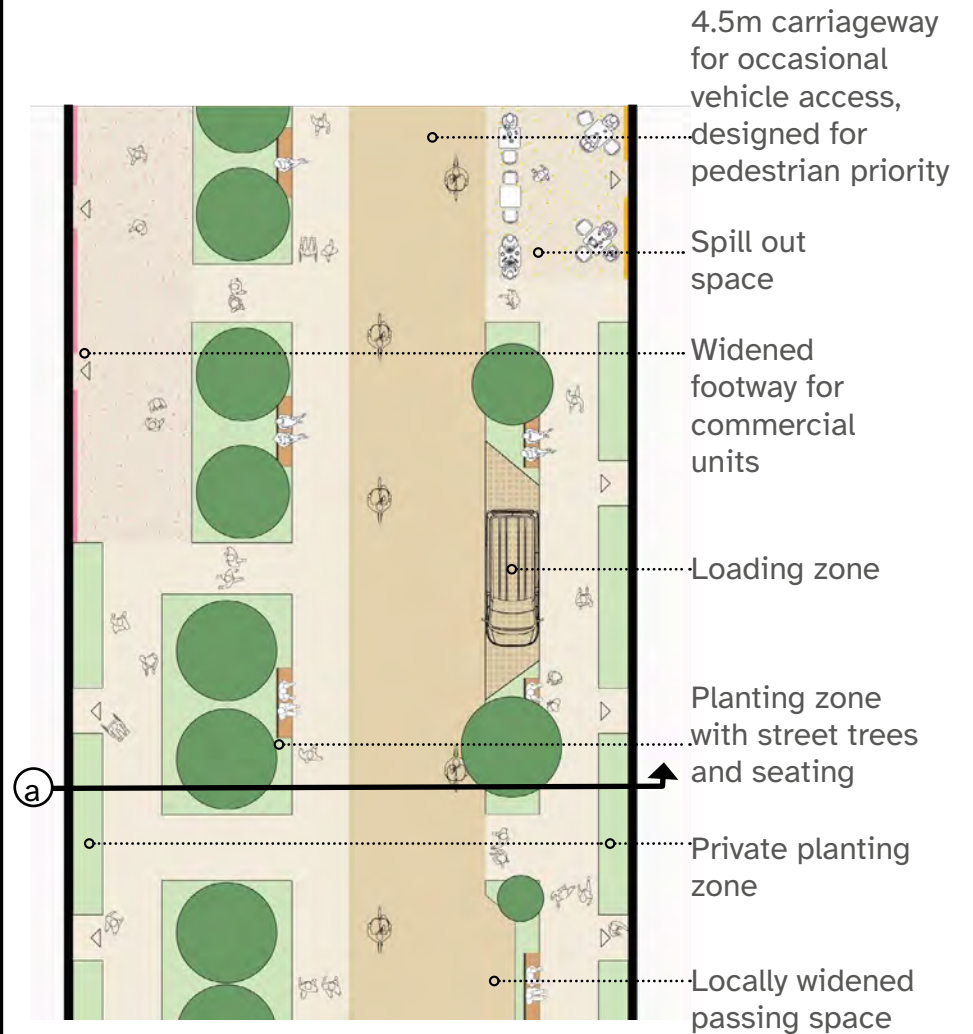 4.5m carriageway
for occasional
vehicle access,
designed for
pedestrian priority
Spill out
space
Widened
footway for
commercial
units
Loading zone
Planting zone
with street trees
and seating
a
Private planting
zone
Locally widened
passing space